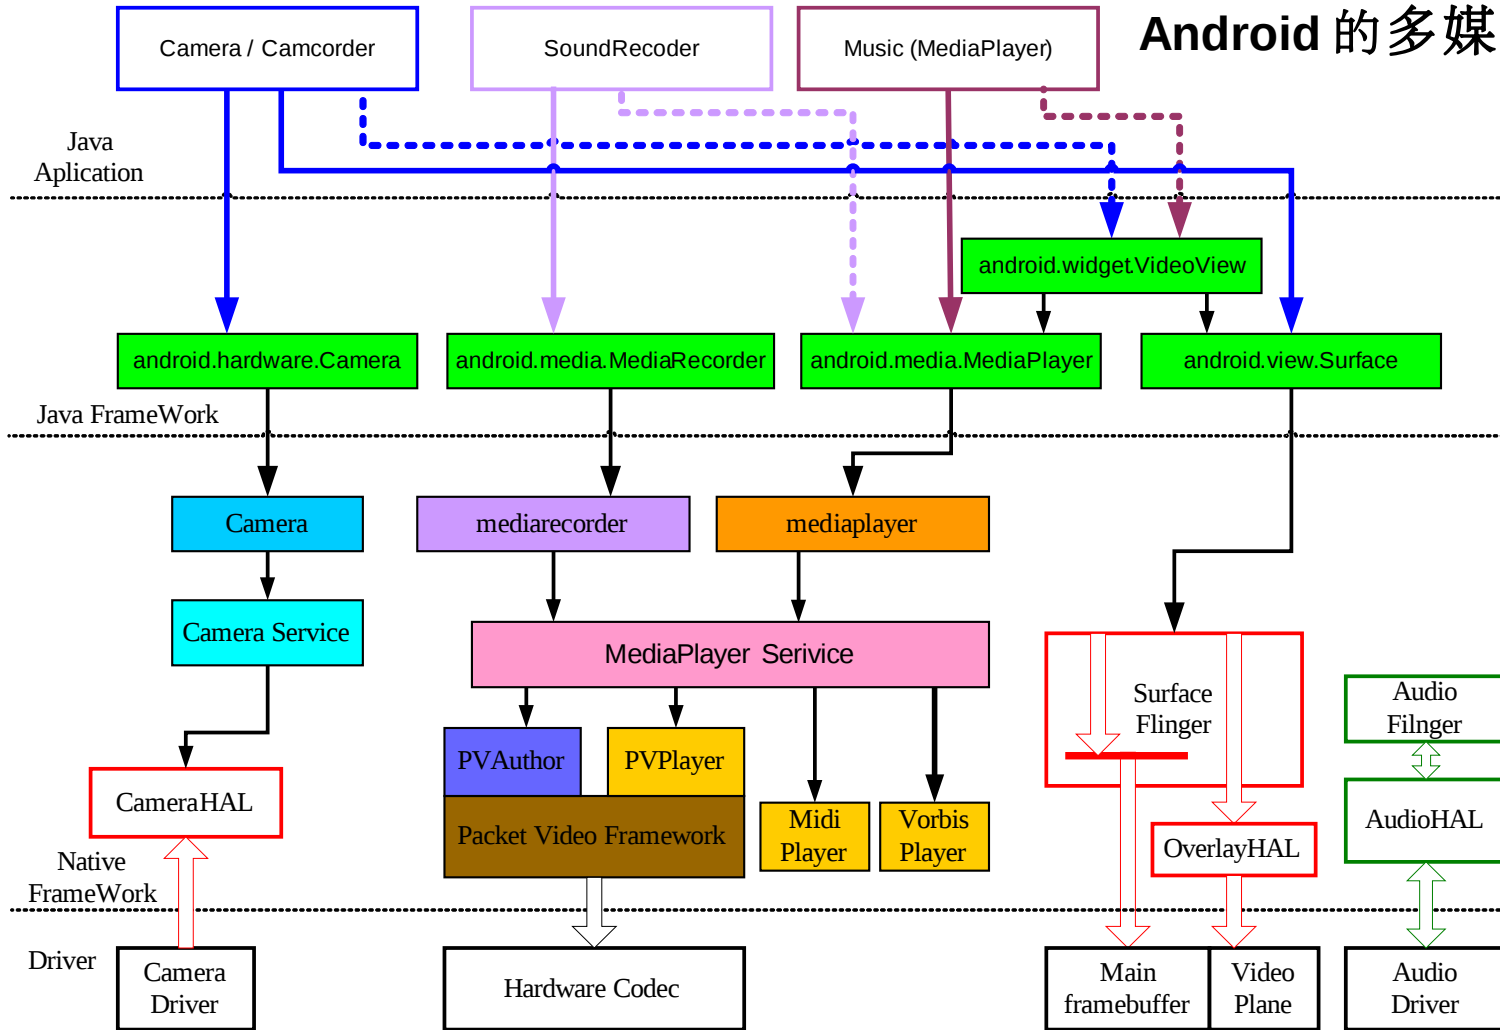 Android 的多媒
Camera / Camcorder
SoundRecoder
Music (MediaPlayer)
Java
Aplication
android.widget.VideoView
android.hardware.Camera
android.media.MediaRecorder
android.media.MediaPlayer
android.view.Surface
Java FrameWork
Camera
mediarecorder
mediaplayer
Camera Service
MediaPlayer Serivice
Surface
Flinger
Audio
Filnger
PVAuthor
PVPlayer
CameraHAL
Packet Video Framework
Midi
Player
Vorbis
Player
OverlayHAL
AudioHAL
Native
FrameWork
Driver
Camera
Driver
Hardware Codec
Main
framebuffer
Video
Plane
Audio
Driver